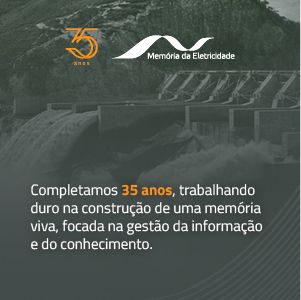 35
anos
Memória da Eletricidade
Completamos 35 anos, trabalhando
duro na construção de uma memória
viva, focada na gestão da informação
e do conhecimento.